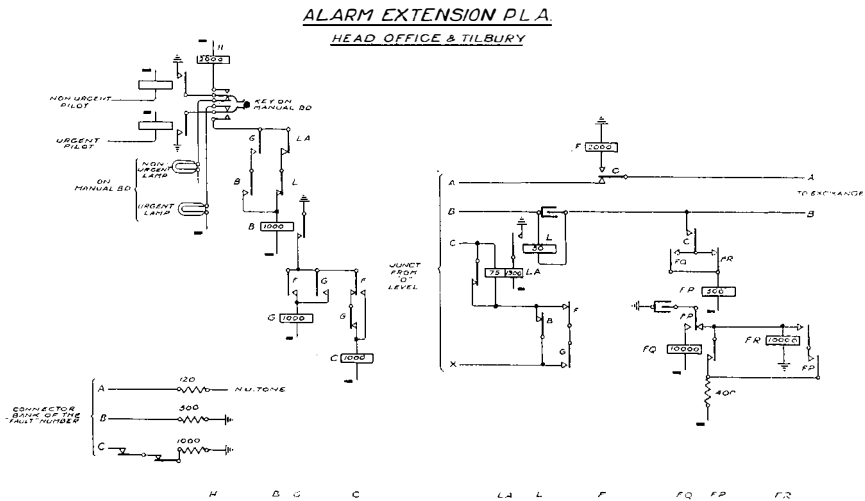 ALARM EXTENSION P L A.
HEAD OFFICE & TILBURY
H
2000
NON URGENT
PILOT
KEY ON
MANUAL BD
URGENT
PILOT
G
LA
ON
MANUAL BD
NON
URGENT
LAMP
URGENT
LAMP
B
L
B 1000
F
G
F
G 1000
G
C 1000
F 2000
C
A
A
TO EXCHANGE
B
B
C
L
50
75 1300 LA
JUNCT
FROM
"O"
LEVEL
C
FQ
FR
FP
500
B
F
G
X
FP
FQ
10000
FR
10000
FP
400
CONNECTOR
BANK OF THE
"FAULT" NUMBER
A
120
N.U. TONE
B
500
C
1000
H B G C LA L F FQ FP FR